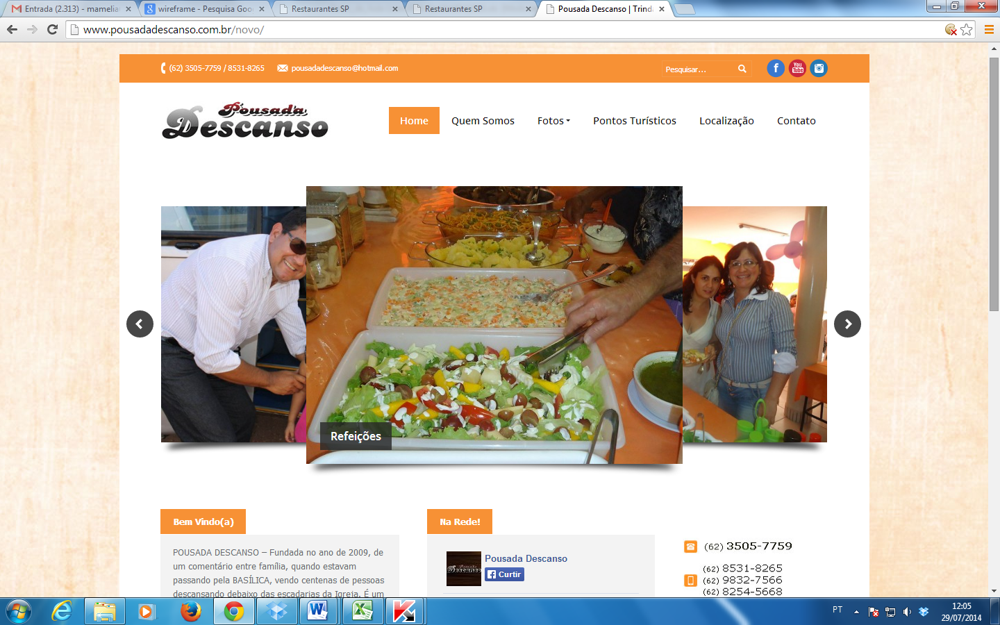 Entrada (2.313) - mamelia
wireframe - Pesquisa Goo
Restaurantes SP
Restaurantes SP
Pousada Descanso | Trind
www.pousadadescanso.com.br/novo/
(62) 3505-7759 / 8531-8265
pousadadescanso@hotmail.com
Pesquisar...
You
Tube
Pousada
Descanso
Home
Quem Somos
Fotos
Pontos Turísticos
Localização
Contato
Refeições
Bem Vindo(a)
POUSADA DESCANSO – Fundada no ano de 2009, de
um comentário entre família, quando estavam
passando pela BASÍLICA, vendo centenas de pessoas
descansando debaixo das escadarias da Igreja. É um
Na Rede!
Pousada
Descanso
Pousada Descanso
Curtir
(62) 3505-7759
(62) 8531-8265
(62) 9832-7566
(62) 8254-5668
PT
12:05
29/07/2014